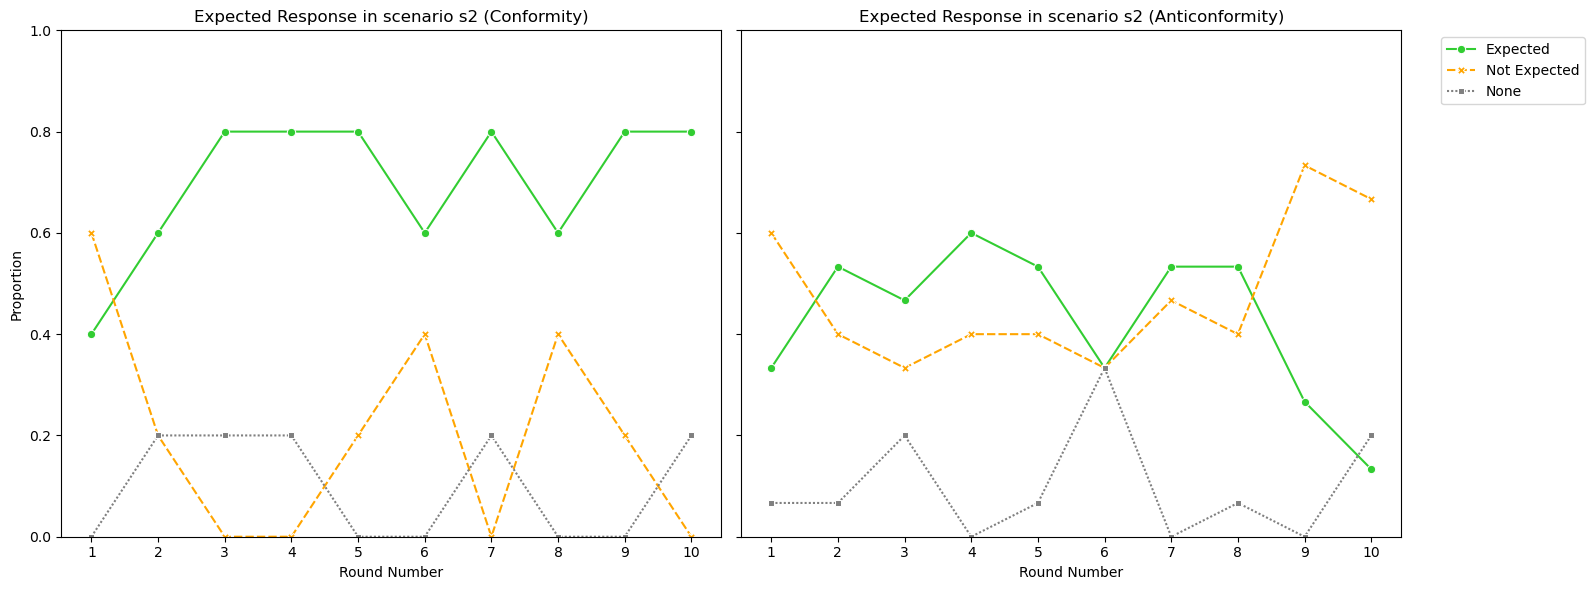 Expected Response in scenario s2 (Conformity)
Expected Response in scenario s2 (Anticonformity)
Expected
Not Expected
None
Proportion
1.0
0.8
0.6
0.4
0.2
0.0
1 2 3 4 5 6 7 8 9 10
1 2 3 4 5 6 7 8 9 10
Round Number
Round Number